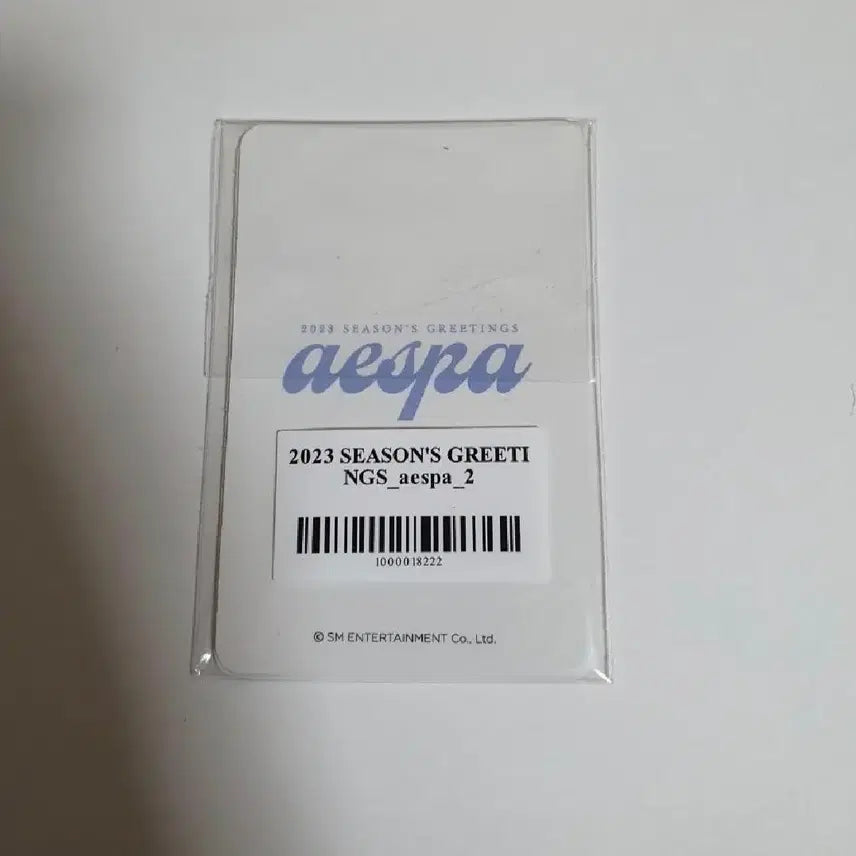 2023 SEASON'S GREETINGS
aespa
2023 SEASON'S GREETI
NGS_aespa_2
1000018222
© SM ENTERTAINMENT Co., Ltd.